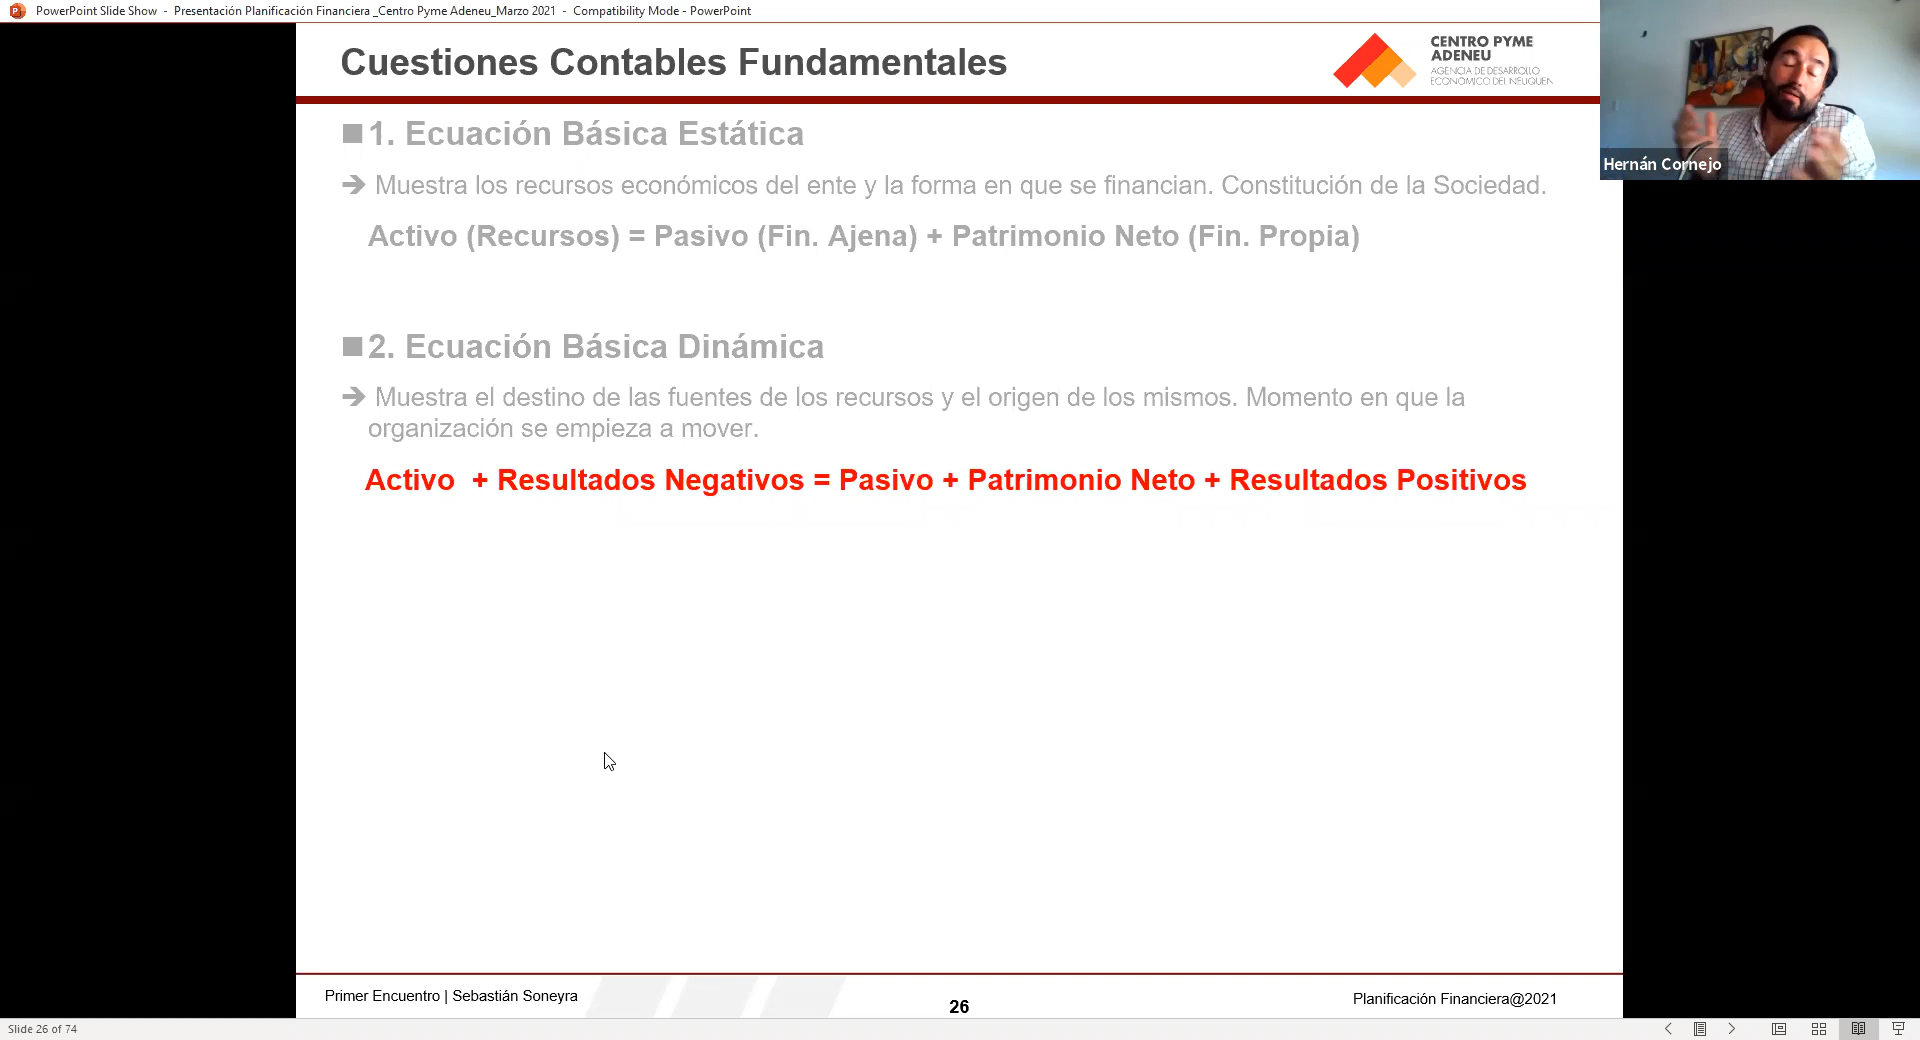 PowerPoint Slide Show - Presentación Planificación Financiera _Centro Pyme Adeneu_Marzo 2021 - Compatibility Mode - PowerPoint
Cuestiones Contables Fundamentales
CENTRO PYME
ADENEU
AGENCIA DE DESARROLLO
ECONOMICO DEL NEUQUEN
Hernán Cornejo
1. Ecuación Básica Estática
➔ Muestra los recursos económicos del ente y la forma en que se financian. Constitución de la Sociedad.
Activo (Recursos) = Pasivo (Fin. Ajena) + Patrimonio Neto (Fin. Propia)
2. Ecuación Básica Dinámica
➔ Muestra el destino de las fuentes de los recursos y el origen de los mismos. Momento en que la
organización se empieza a mover.
Activo + Resultados Negativos = Pasivo + Patrimonio Neto + Resultados Positivos
Primer Encuentro | Sebastián Soneyra
26
Planificación Financiera@2021
Slide 26 of 74